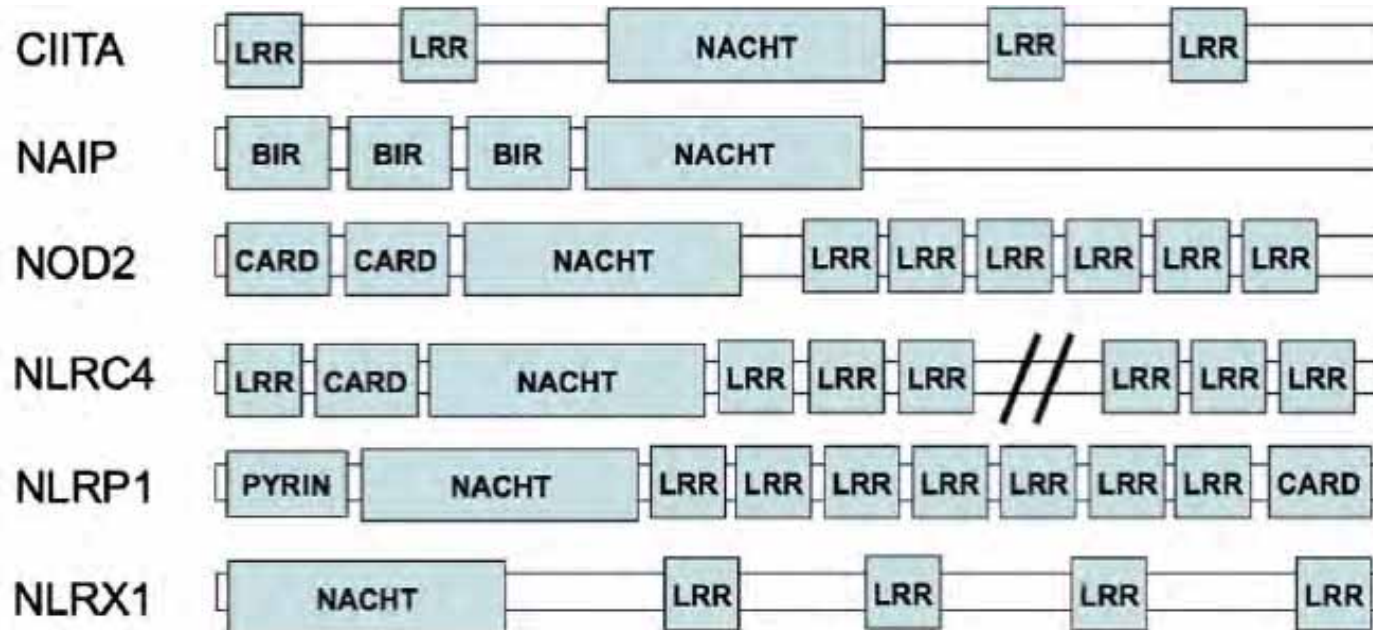 CIITA LRR LRR NACHT LRR LRR
NAIP BIR BIR BIR NACHT
NOD2 CARD CARD NACHT LRR LRR LRR LRR LRR LRR
NLRC4 LRR CARD NACHT LRR LRR LRR LRR LRR LRR
NLRP1 PYRIN NACHT LRR LRR LRR LRR LRR LRR LRR CARD
NLRX1 NACHT LRR LRR LRR LRR